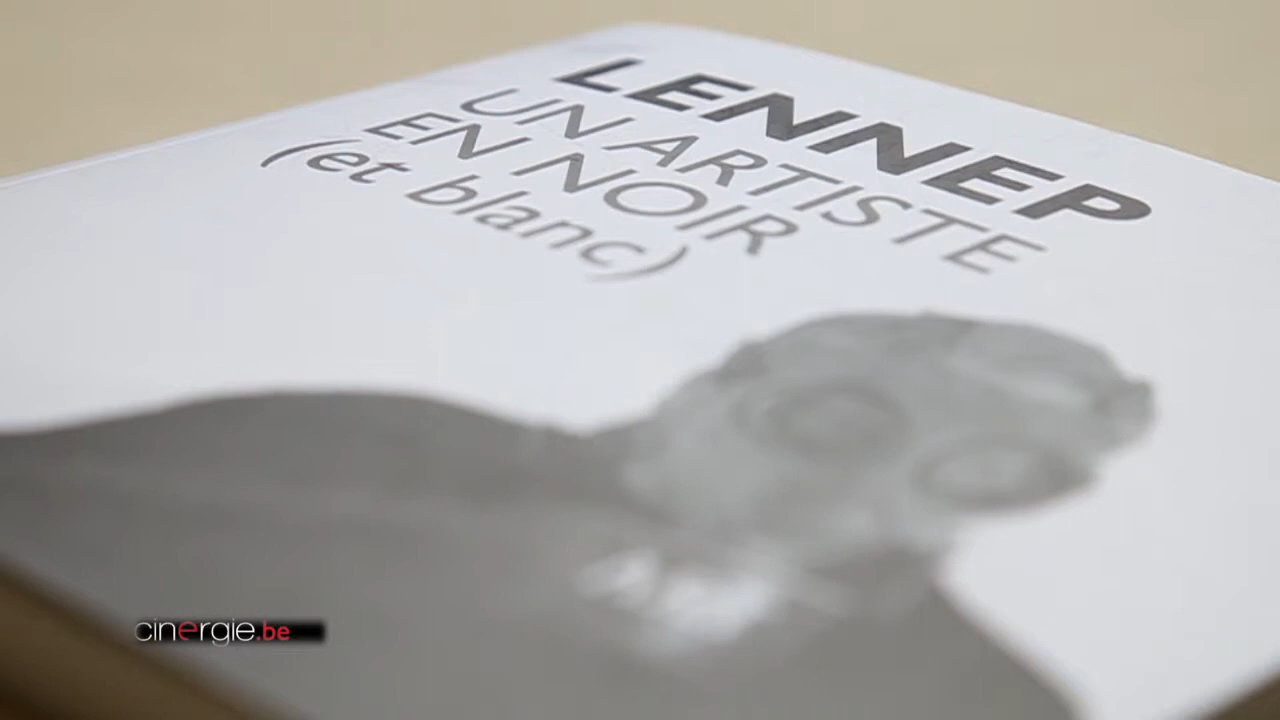 LENNEP
UN ARTISTE
EN NOIR
(et blanc)
cinergie.be